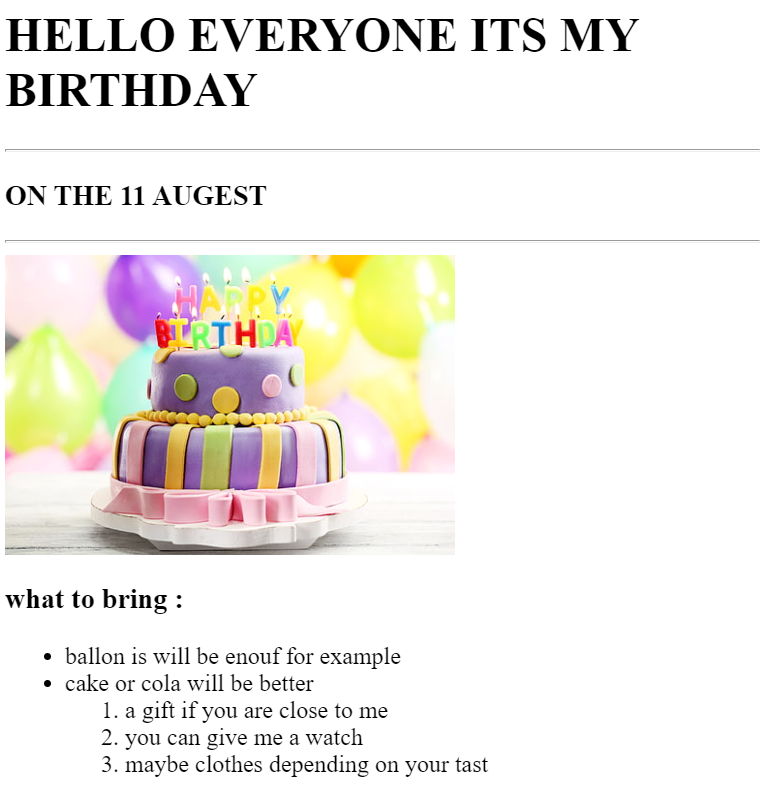 HELLO EVERYONE ITS MY
BIRTHDAY
ON THE 11 AUGEST
HAPPY
BIRTHDAY
what to bring :
ballon is will be enouf for example
cake or cola will be better
1. a gift if you are close to me
2. you can give me a watch
3. maybe clothes depending on your tast